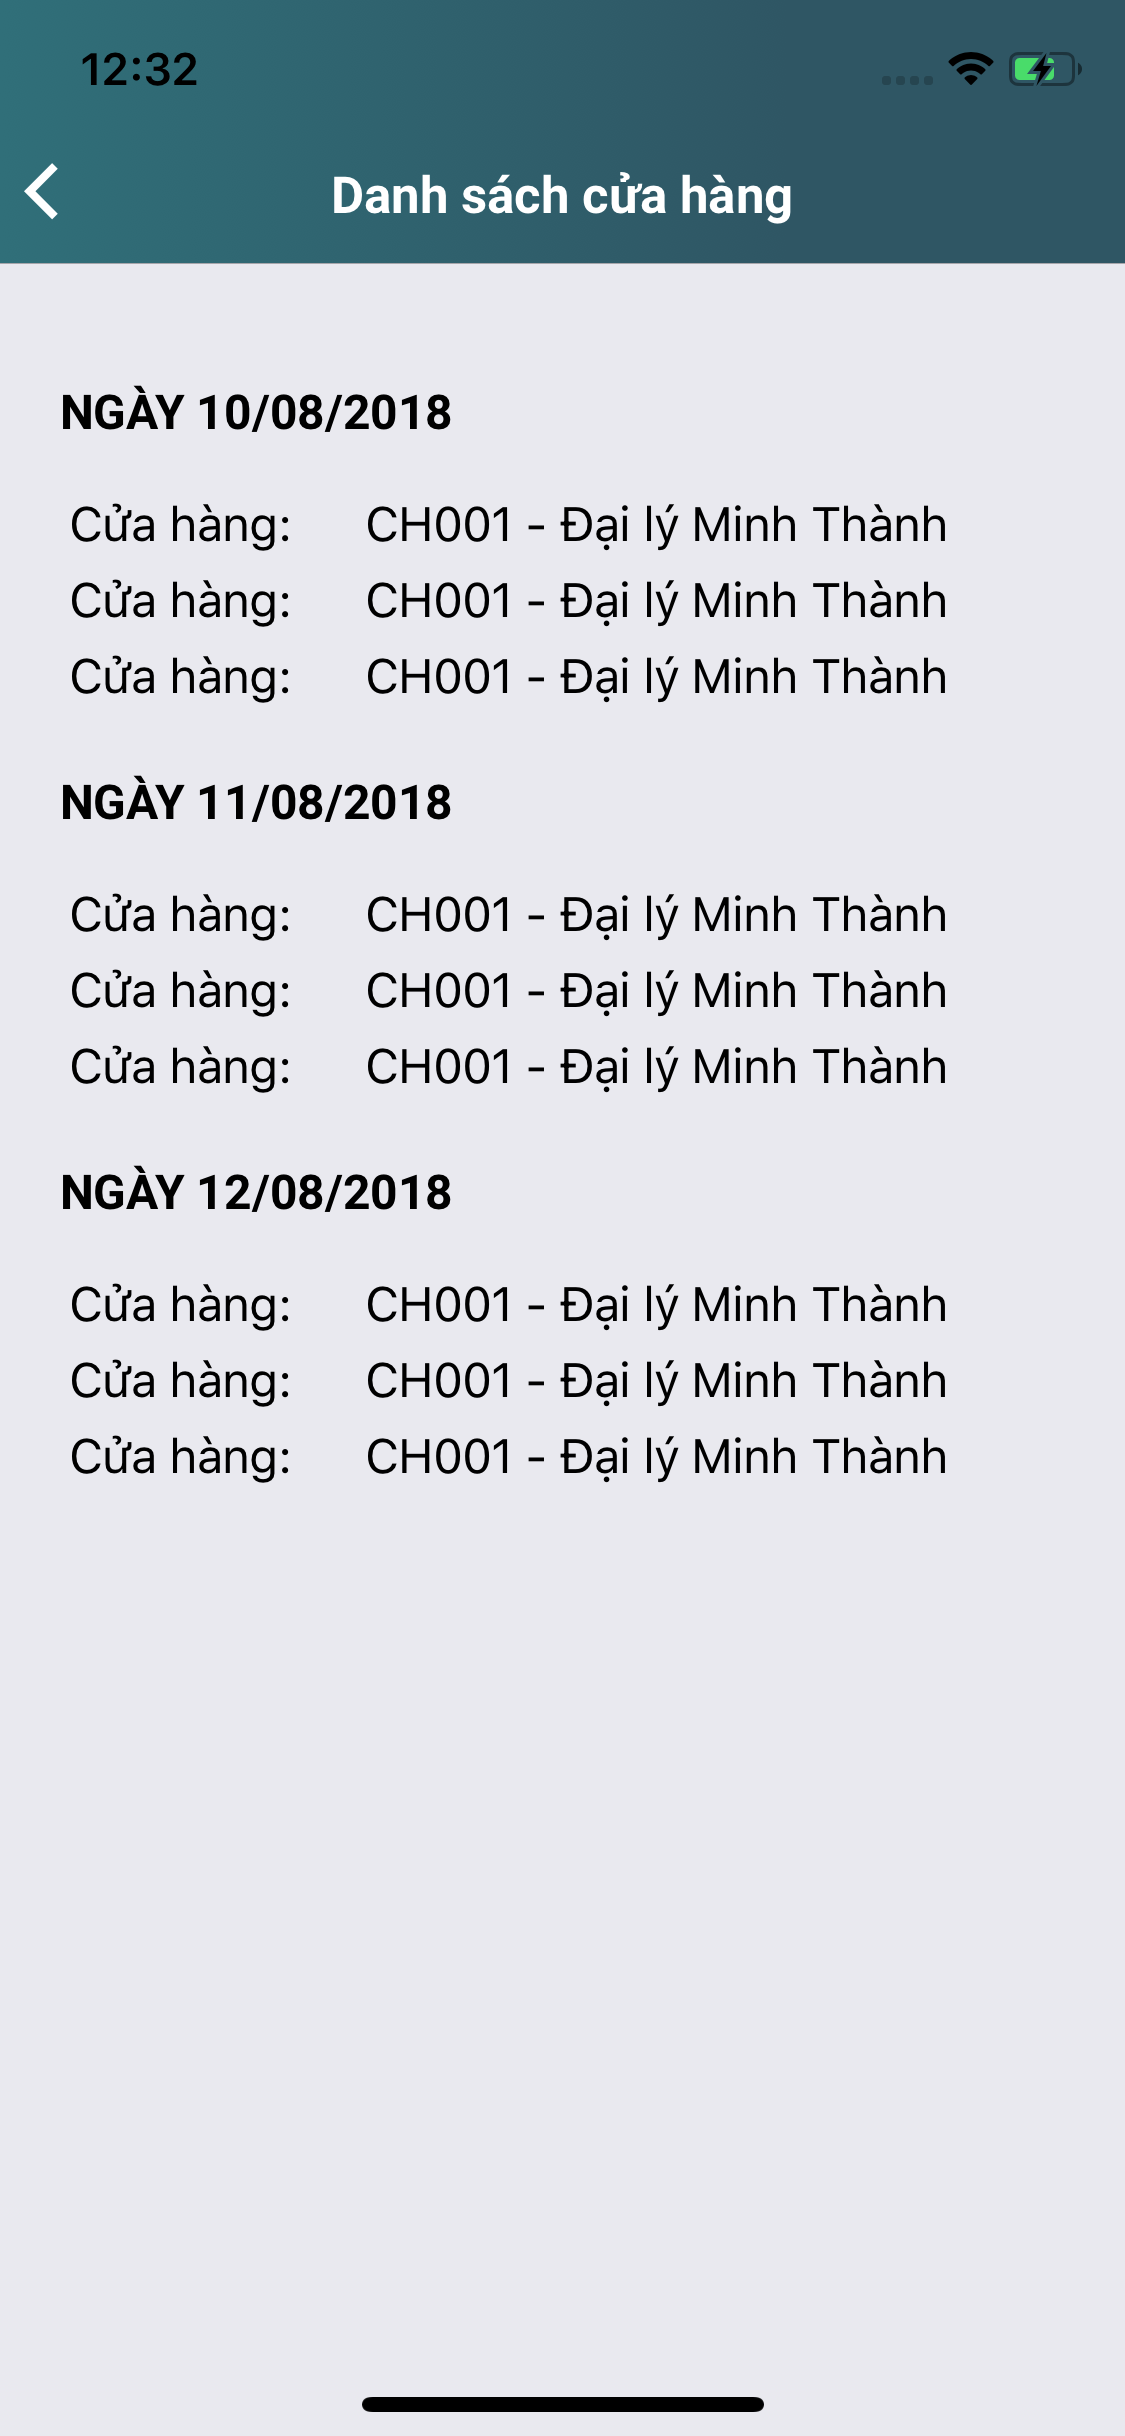 12:32
Danh sách cửa hàng
NGÀY 10/08/2018
Cửa hàng: CH001 - Đại lý Minh Thành
Cửa hàng: CH001 - Đại lý Minh Thành
Cửa hàng: CH001 - Đại lý Minh Thành
NGÀY 11/08/2018
Cửa hàng: CH001 - Đại lý Minh Thành
Cửa hàng: CH001 - Đại lý Minh Thành
Cửa hàng: CH001 - Đại lý Minh Thành
NGÀY 12/08/2018
Cửa hàng: CH001 - Đại lý Minh Thành
Cửa hàng: CH001 - Đại lý Minh Thành
Cửa hàng: CH001 - Đại lý Minh Thành